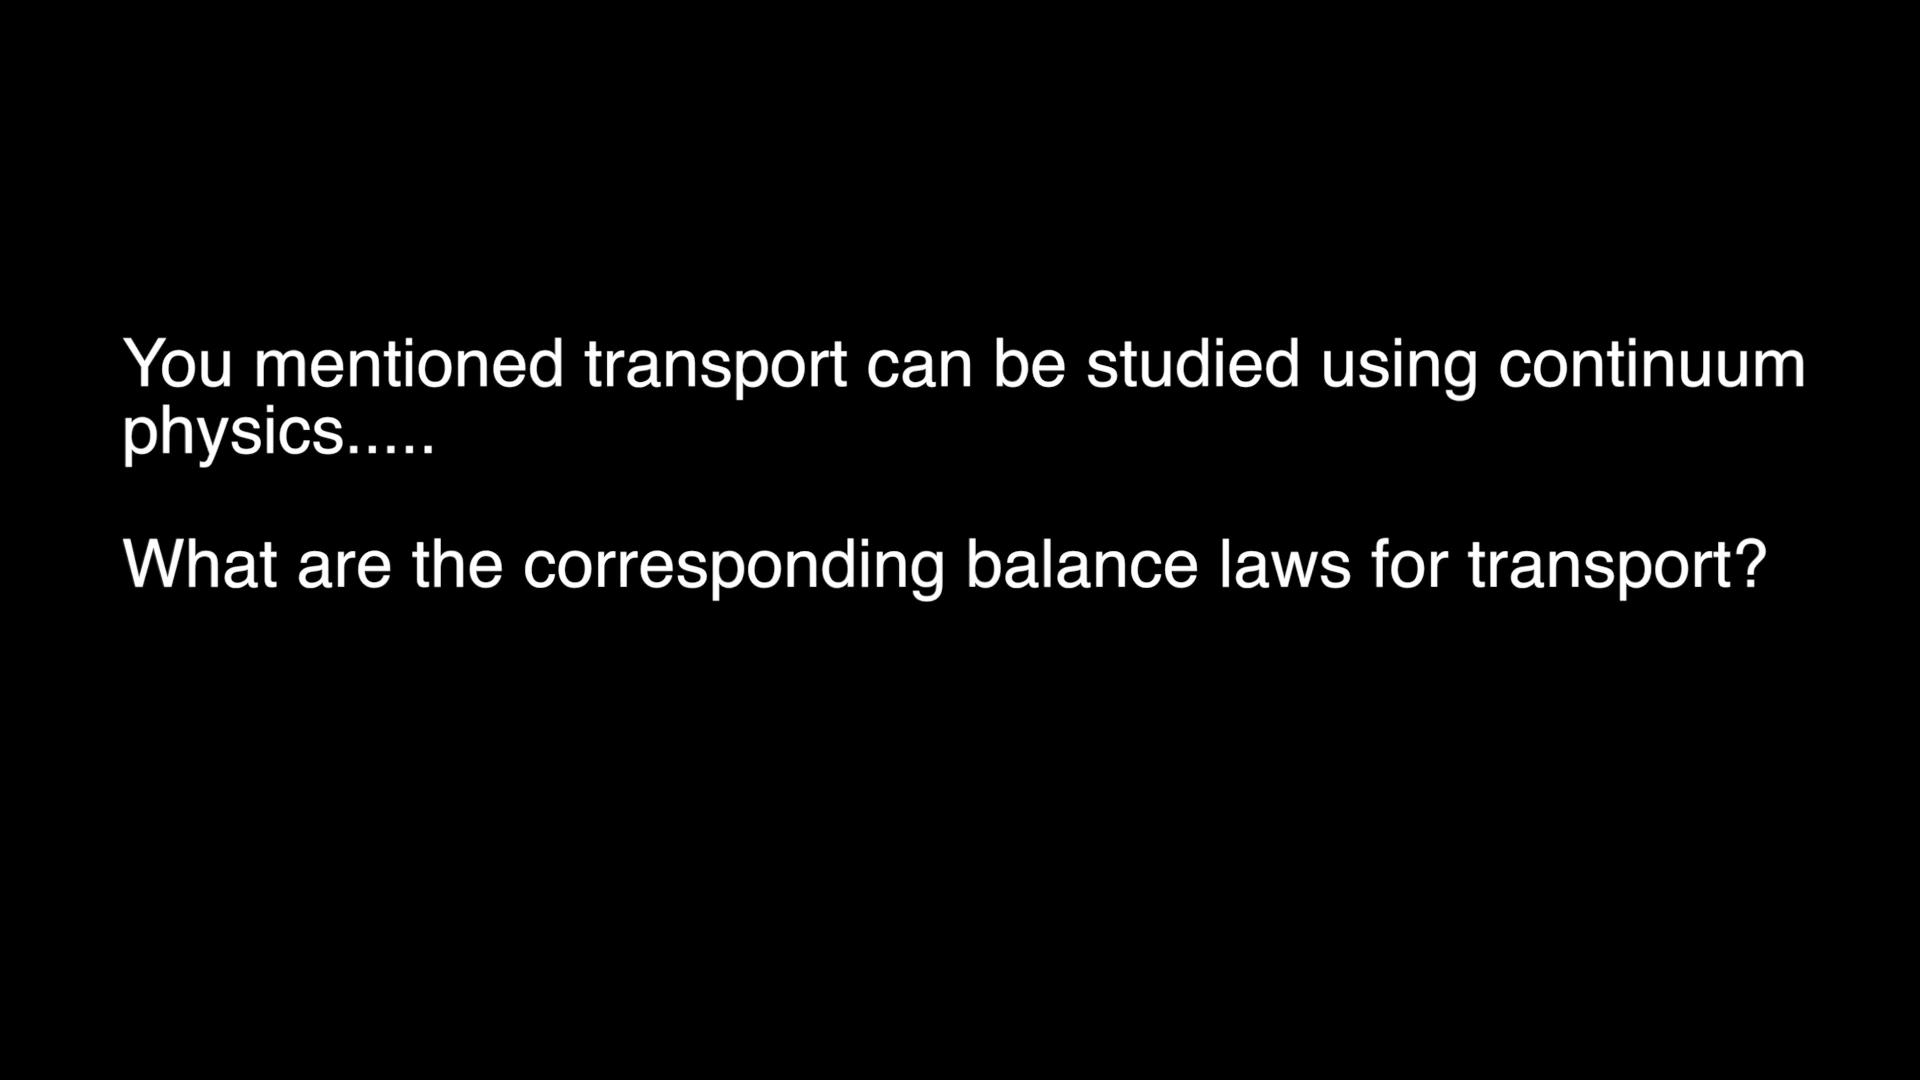 You mentioned transport can be studied using continuum
physics.....
What are the corresponding balance laws for transport?